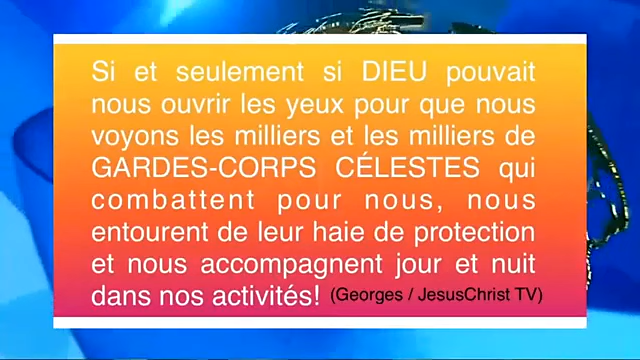 Si et seulement si DIEU pouvait
nous ouvrir les yeux pour que nous
voyons les milliers et les milliers de
GARDES-CORPS CÉLESTES qui
combattent pour nous, nous
entourent de leur haie de protection
et nous accompagnent jour et nuit
dans nos activités! (Georges / JesusChrist TV)